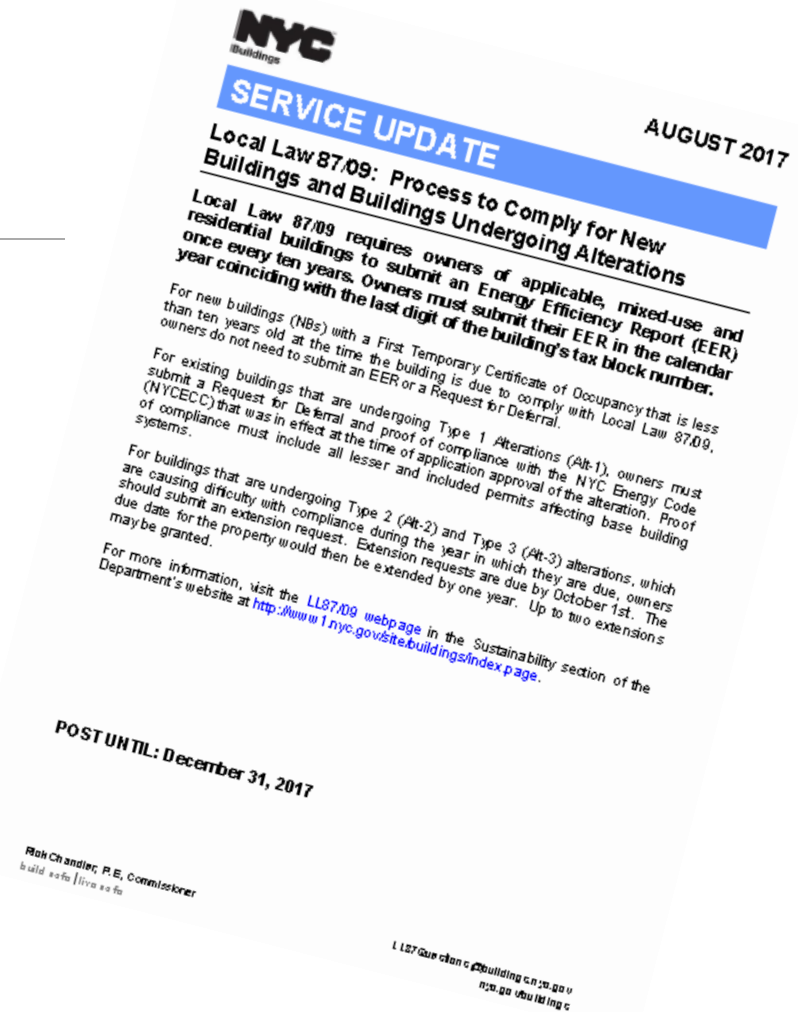 NYC
Buildings
SERVICE UPDATE
AUGUST 2017
Local Law 87/09: Process to Comply for New
Buildings and Buildings Undergoing Alterations
Local Law 87/09 requires owners of applicable, mixed-use and
residential buildings to submit an Energy Efficiency Report (EER)
once every ten years. Owners must submit their EER in the calendar
year coinciding with the last digit of the building's tax block number.
For new buildings (NBs) with a First Temporary Certificate of Occupancy that is less
than ten years old at the time the building is due to comply with Local Law 87/09,
owners do not need to submit an EER or a Request for Deferral.
For existing buildings that are undergoing Type 1 Alterations (Alt-1), owners must
submit a Request for Deferral and proof of compliance with the NYC Energy Code
(NYCECC) that was in effect at the time of application approval of the alteration. Proof
of compliance must include all lesser and included permits affecting base building
systems.
For buildings that are undergoing Type 2 (Alt-2) and Type 3 (Alt-3) alterations, which
are causing difficulty with compliance during the year in which they are due, owners
should submit an extension request. Extension requests are due by October 1st. The
due date for the property would then be extended by one year. Up to two extensions
may be granted.
For more information, visit the LL87/09 webpage in the Sustainability section of the
Department's website at http://www1.nyc.gov/site/buildings/index.page.
POST UNTIL: December 31, 2017
Rick Chandler, P.E., Commissioner
build safe | live safe
LL87Questions@buildings.nyc.gov
nyc.gov/buildings